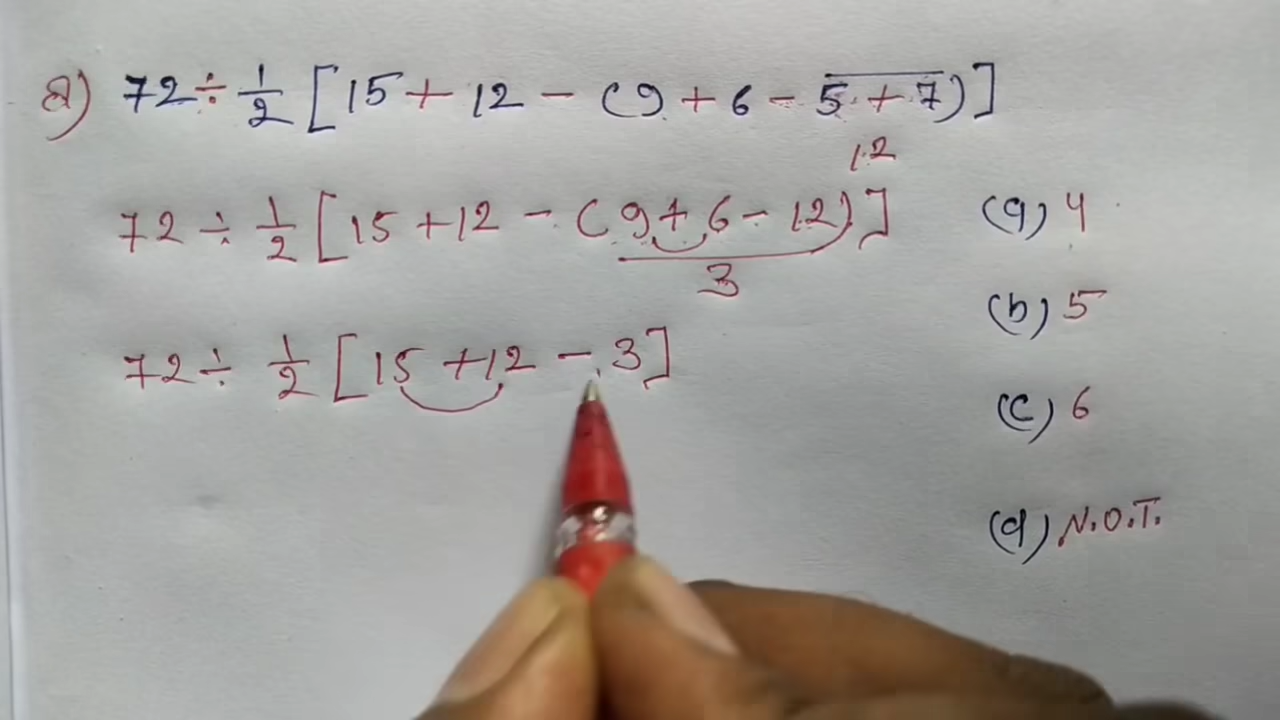 a) 72 ÷ 1/2 [15 + 12 - (9 + 6 - 5 + 7)]
12
72 ÷ 1/2 [15 + 12 - (9 + 6 - 12)]
3
72 ÷ 1/2 [15 + 12 - 3]
(a) 4
(b) 5
(c) 6
(d) N.O.T.